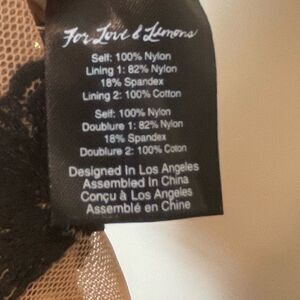 For Love & Lemons
Self: 100% Nylon
Lining 1: 82% Nylon
18% Spandex
Lining 2: 100% Cotton
Self: 100% Nylon
Doublure 1: 82% Nylon
18% Spandex
Doublure 2: 100% Coton
Designed in Los Angeles
Assembled in China
Conçu à Los Angeles
Assemblé en Chine